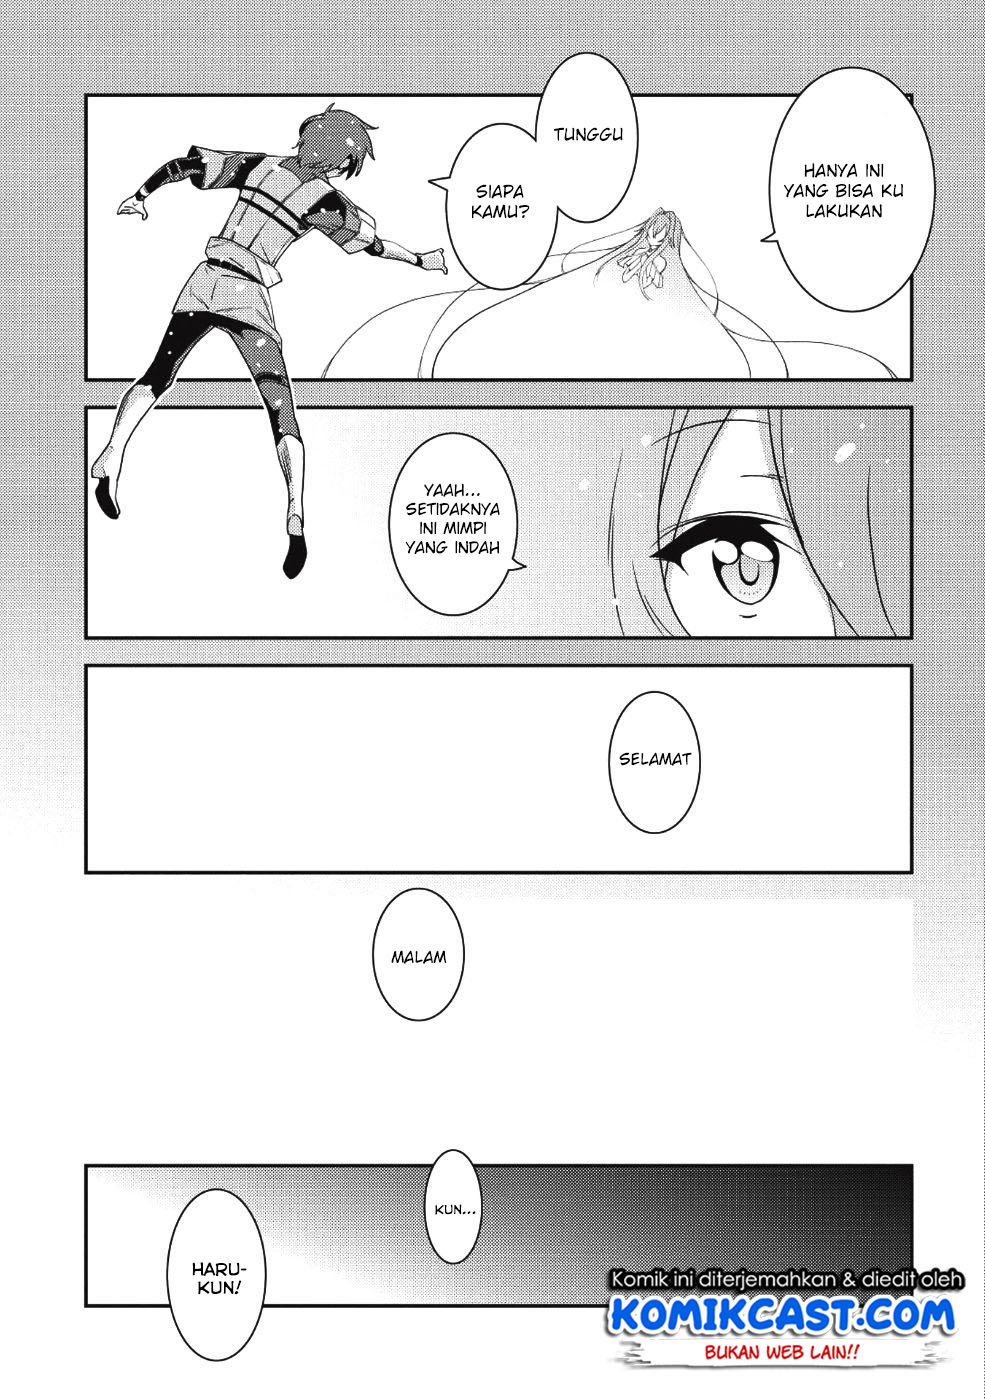 HANYA INI
YANG BISA KU
LAKUKAN
TUNGGU
SIAPA
KAMU?
YAAH...
SETIDAKNYA
INI MIMPI
YANG INDAH
SELAMAT
MALAM
KUN...
HARU-
KUN!
Komik ini diterjemahkan & diedit oleh
KOMIKCAST.COM
BUKAN WEB LAIN!!